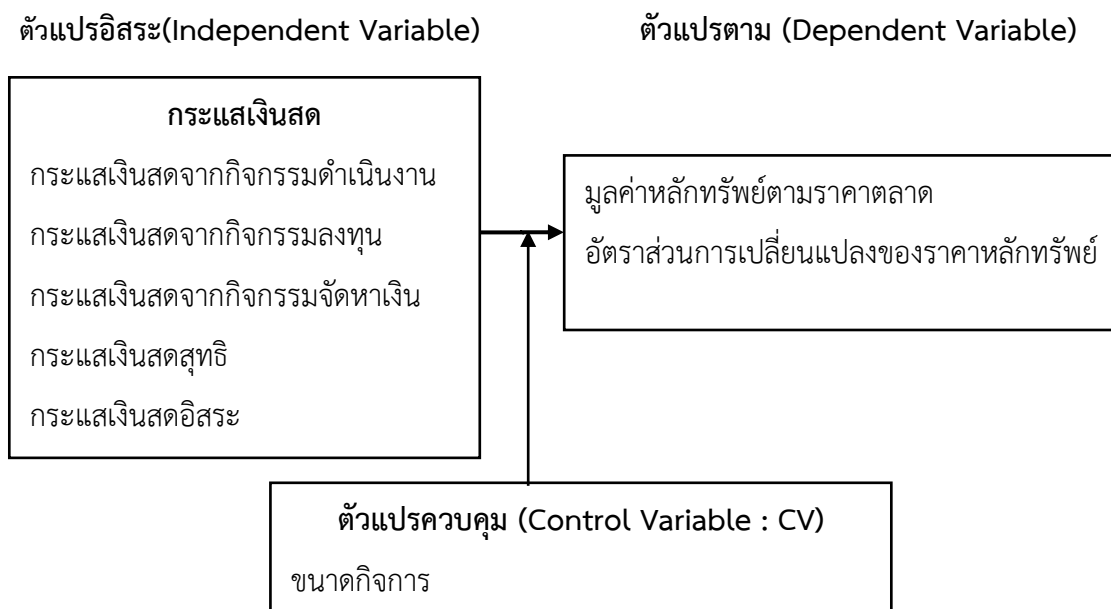 ตัวแปรอิสระ(Independent Variable)
ตัวแปรตาม (Dependent Variable)
กระแสเงินสด
กระแสเงินสดจากกิจกรรมดำเนินงาน
กระแสเงินสดจากกิจกรรมลงทุน
กระแสเงินสดจากกิจกรรมจัดหาเงิน
กระแสเงินสดสุทธิ
กระแสเงินสดอิสระ
มูลค่าหลักทรัพย์ตามราคาตลาด
อัตราส่วนการเปลี่ยนแปลงของราคาหลักทรัพย์
ตัวแปรควบคุม (Control Variable : CV)
ขนาดกิจการ